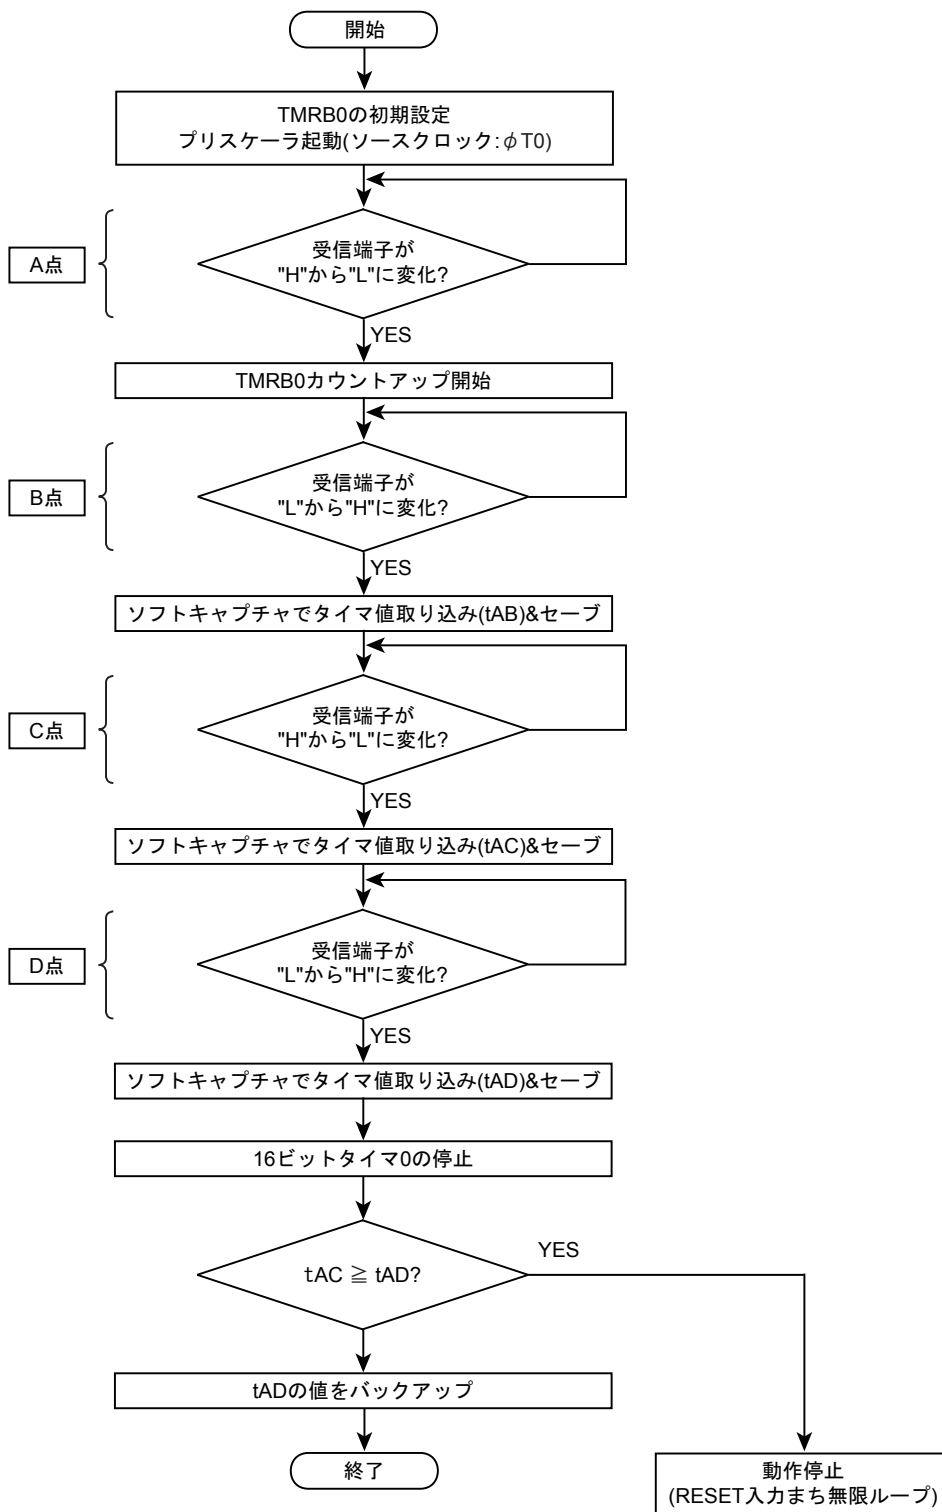 開始
TMRB0の初期設定
プリスケーラ起動(ソースクロック:φT0)
A点
受信端子が
"H"から"L"に変化?
YES
TMRB0カウントアップ開始
B点
受信端子が
"L"から"H"に変化?
YES
ソフトキャプチャでタイマ値取り込み(tAB)&セーブ
C点
受信端子が
"H"から"L"に変化?
YES
ソフトキャプチャでタイマ値取り込み(tAC)&セーブ
D点
受信端子が
"L"から"H"に変化?
YES
ソフトキャプチャでタイマ値取り込み(tAD)&セーブ
16ビットタイマ0の停止
tAC ≧ tAD?
YES
tADの値をバックアップ
終了
動作停止
(RESET入力まち無限ループ)